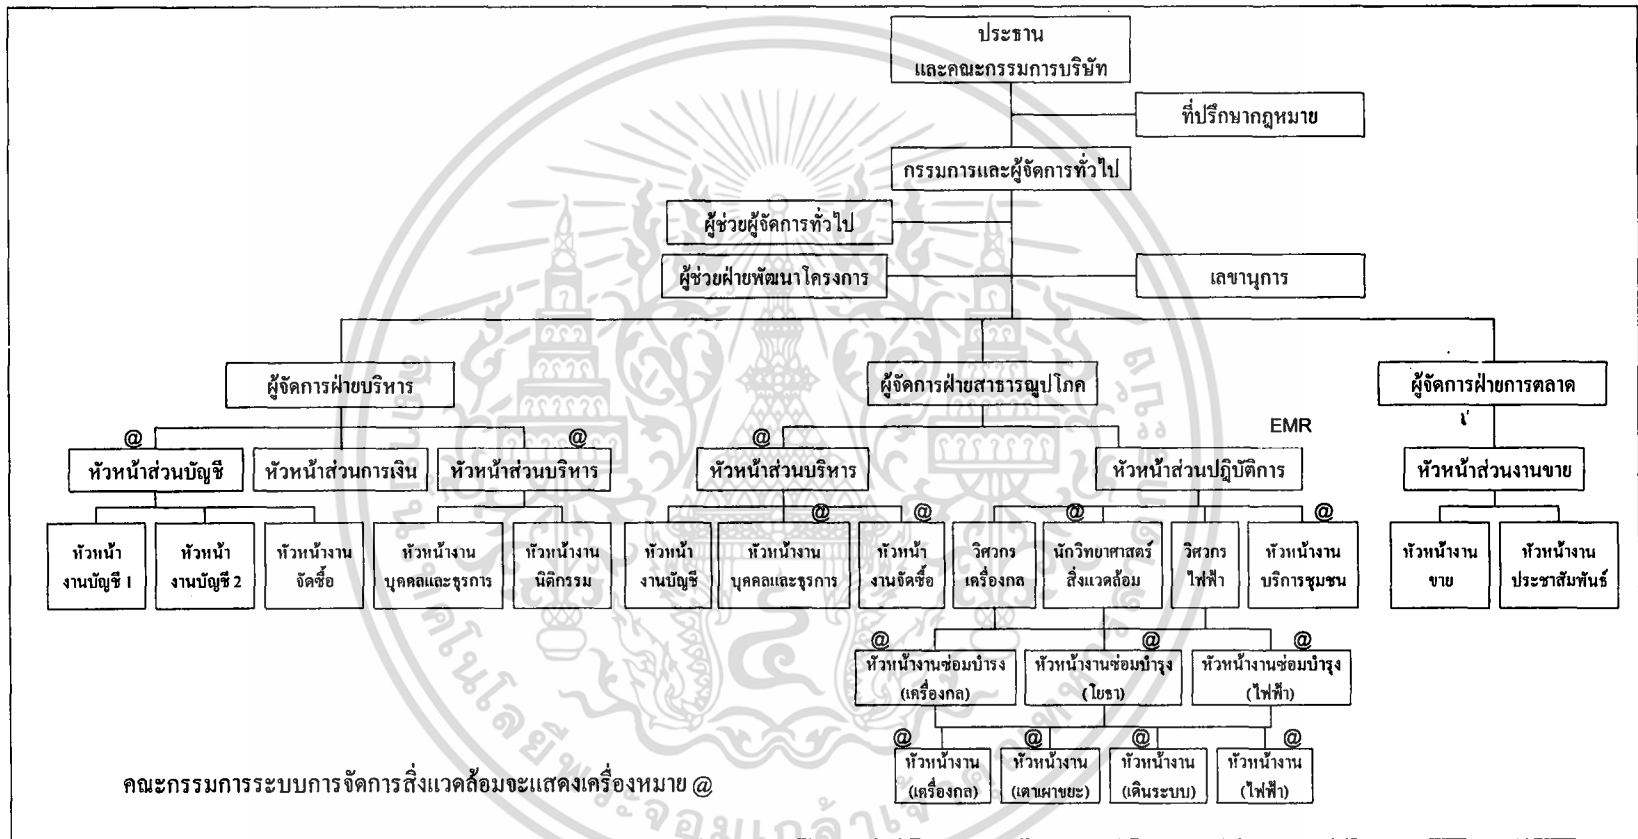 ประธาน
และคณะกรรมการบริษัท
ที่ปรึกษากฎหมาย
กรรมการและผู้จัดการทั่วไป
ผู้ช่วยผู้จัดการทั่วไป
ผู้ช่วยฝ่ายพัฒนาโครงการ
เลขานุการ
ผู้จัดการฝ่ายบริหาร
ผู้จัดการฝ่ายสาธารณูปโภค
ผู้จัดการฝ่ายการตลาด
EMR
@
@
@
หัวหน้าส่วนบัญชี
หัวหน้าส่วนการเงิน
หัวหน้าส่วนบริหาร
หัวหน้าส่วนบริหาร
หัวหน้าส่วนปฏิบัติการ
หัวหน้าส่วนงานขาย
@
@
@
@
หัวหน้า
งานบัญชี 1
หัวหน้า
งานบัญชี 2
หัวหน้างาน
จัดซื้อ
หัวหน้างาน
บุคคลและธุรการ
หัวหน้างาน
นิติกรรม
หัวหน้า
งานบัญชี
หัวหน้างาน
บุคคลและธุรการ
หัวหน้า
งานจัดซื้อ
วิศวกร
เครื่องกล
นักวิทยาศาสตร์
สิ่งแวดล้อม
วิศวกร
ไฟฟ้า
หัวหน้างาน
บริการชุมชน
หัวหน้างาน
ขาย
หัวหน้างาน
ประชาสัมพันธ์
@
@
@
หัวหน้างานซ่อมบำรุง
(เครื่องกล)
หัวหน้างานซ่อมบำรุง
(โยธา)
หัวหน้างานซ่อมบำรุง
(ไฟฟ้า)
@
@
@
@
หัวหน้างาน
(เครื่องกล)
หัวหน้างาน
(เตาเผาขยะ)
หัวหน้างาน
(เดินระบบ)
หัวหน้างาน
(ไฟฟ้า)
คณะกรรมการระบบการจัดการสิ่งแวดล้อมจะแสดงเครื่องหมาย @